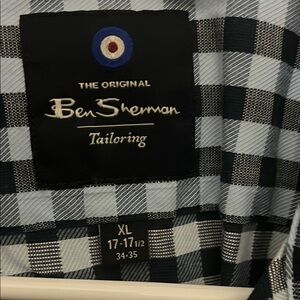 THE ORIGINAL
Ben Sherman
Tailoring
XL
17-17 1/2
34-35